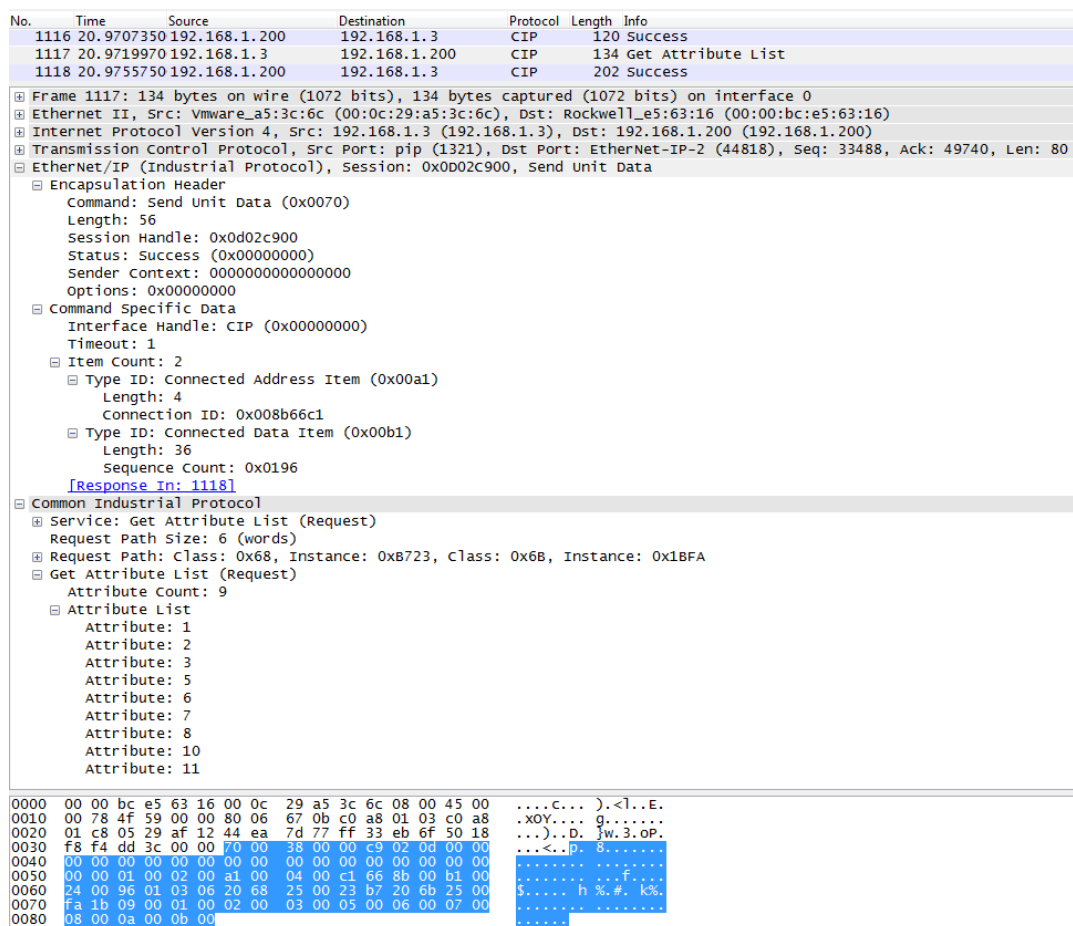 No. Time Source Destination Protocol Length Info
1116 20.9707350 192.168.1.200 192.168.1.3 CIP 120 Success
1117 20.9719970 192.168.1.3 192.168.1.200 CIP 134 Get Attribute List
1118 20.9755750 192.168.1.200 192.168.1.3 CIP 202 Success
Frame 1117: 134 bytes on wire (1072 bits), 134 bytes captured (1072 bits) on interface 0
Ethernet II, Src: Vmware_a5:3c:6c (00:0c:29:a5:3c:6c), Dst: Rockwell_e5:63:16 (00:00:bc:e5:63:16)
Internet Protocol Version 4, Src: 192.168.1.3 (192.168.1.3), Dst: 192.168.1.200 (192.168.1.200)
Transmission Control Protocol, Src Port: pip (1321), Dst Port: EtherNet-IP-2 (44818), Seq: 33488, Ack: 49740, Len: 80
EtherNet/IP (Industrial Protocol), Session: 0x0D02C900, Send Unit Data
Encapsulation Header
Command: Send Unit Data (0x0070)
Length: 56
Session Handle: 0x0d02c900
Status: Success (0x00000000)
Sender Context: 0000000000000000
Options: 0x00000000
Command Specific Data
Interface Handle: CIP (0x00000000)
Timeout: 1
Item Count: 2
Type ID: Connected Address Item (0x00a1)
Length: 4
Connection ID: 0x008b66c1
Type ID: Connected Data Item (0x00b1)
Length: 36
Sequence Count: 0x0196
[Response In: 1118]
Common Industrial Protocol
Service: Get Attribute List (Request)
Request Path Size: 6 (words)
Request Path: Class: 0x68, Instance: 0xB723, Class: 0x6B, Instance: 0x1BFA
Get Attribute List (Request)
Attribute Count: 9
Attribute List
Attribute: 1
Attribute: 2
Attribute: 3
Attribute: 5
Attribute: 6
Attribute: 7
Attribute: 8
Attribute: 10
Attribute: 11
0000 00 00 bc e5 63 16 00 0c 29 a5 3c 6c 08 00 45 00 ....c... ).<l..E.
0010 00 78 4f 59 00 00 80 06 67 0b c0 a8 01 03 c0 a8 .xOY.... g.......
0020 01 c8 05 29 af 12 44 ea 7d 77 ff 33 eb 6f 50 18 ...)..D. }w.3.oP.
0030 f8 f4 dd 3c 00 00 70 00 38 00 00 c9 02 0d 00 00 ...<..p. 8.......
0040 00 00 00 00 00 00 00 00 00 00 00 00 00 00 00 00 ........ ........
0050 00 00 01 00 02 00 a1 00 04 00 c1 66 8b 00 b1 00 ........ ...f....
0060 24 00 96 01 03 06 20 68 25 00 23 b7 20 6b 25 00 $..... h %.#. k%.
0070 fa 1b 09 00 01 00 02 00 03 00 05 00 06 00 07 00 ........ ........
0080 08 00 0a 00 0b 00 ......